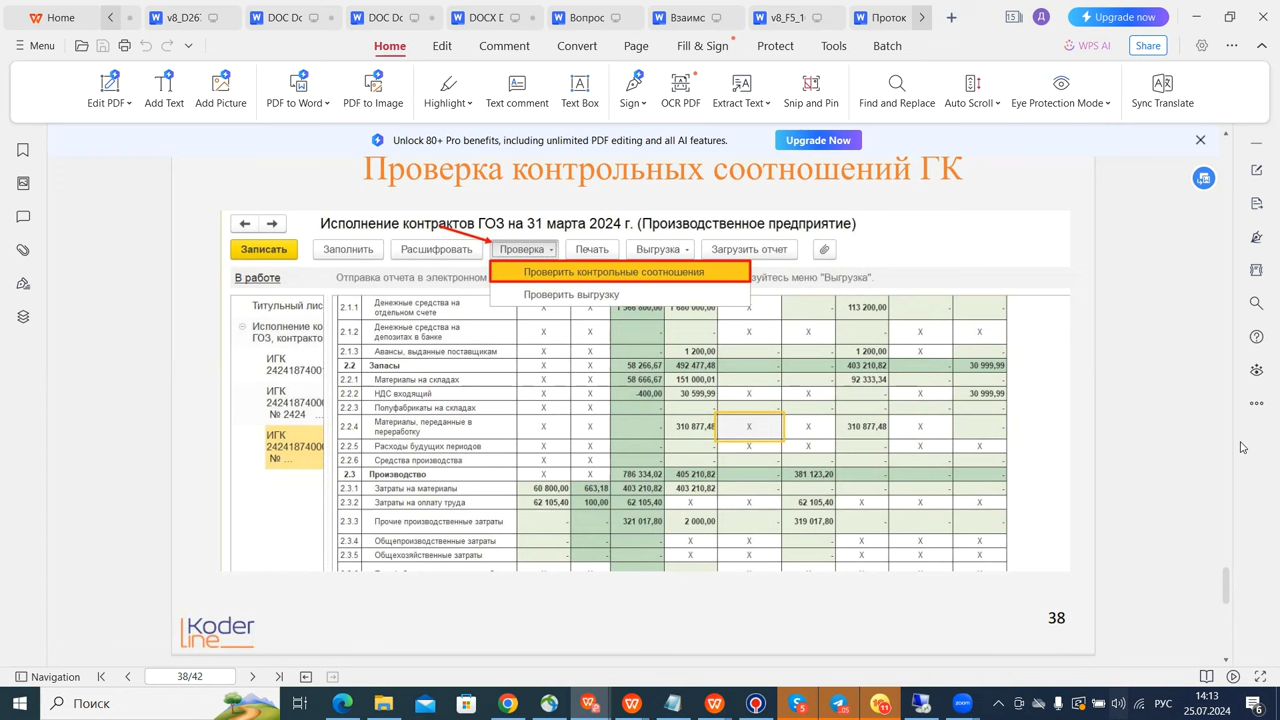 Home
v8_D26
DOC Do
DOC Do
DOCX D
Вопрос
Взаимс
v8_F5_1
Проток
15
Д
Upgrade now
Menu
Home
Edit
Comment
Convert
Page
Fill & Sign
Protect
Tools
Batch
WPS AI
Share
Edit PDF
Add Text
Add Picture
PDF to Word
PDF to Image
Highlight
Text comment
Text Box
Sign
OCR PDF
Extract Text
Snip and Pin
Find and Replace
Auto Scroll
Eye Protection Mode
Sync Translate
Unlock 80+ Pro benefits, including unlimited PDF editing and all AI features.
Upgrade Now
Проверка контрольных соотношений ГК
Исполнение контрактов ГОЗ на 31 марта 2024 г. (Производственное предприятие)
Записать
Заполнить
Расшифровать
Проверка
Печать
Выгрузка
Загрузить отчет
В работе
Отправка отчета в электронном
зуйтесь меню "Выгрузка".
Проверить контрольные соотношения
Проверить выгрузку
Титульный лис
Исполнение ко
ГОЗ, контракто
ИГК
2424187400
ИГК
2424187400
№ 2424 ...
ИГК
2424187400
№ ...
2.1.1 Денежные средства на отдельном счете X X 1 566 800,00 1 680 000,00 X - 113 200,00 X -
2.1.2 Денежные средства на депозитах в банке X X - - X X - X X
2.1.3 Авансы, выданные поставщикам X X - 1 200,00 - - 1 200,00 X -
2.2 Запасы X X 58 266,67 492 477,48 - - 403 210,82 - 30 999,99
2.2.1 Материалы на складах X X 58 666,67 151 000,01 - - 92 333,34 - -
2.2.2 НДС входящий X X -400,00 30 599,99 X X - X 30 999,99
2.2.3 Полуфабрикаты на складах X X - - - - - - -
2.2.4 Материалы, переданные в переработку X X - 310 877,48 X X 310 877,48 X -
2.2.5 Расходы будущих периодов X X - - X X - X X
2.2.6 Средства производства X X - - - - - - -
2.3 Производство X X 786 334,02 405 210,82 - 381 123,20 - - -
2.3.1 Затраты на материалы 60 800,00 663,18 403 210,82 403 210,82 - - - - -
2.3.2 Затраты на оплату труда 62 105,40 100,00 62 105,40 X X 62 105,40 X X X
2.3.3 Прочие производственные затраты - - 321 017,80 2 000,00 - 319 017,80 - - -
2.3.4 Общепроизводственные затраты - - - X X - X X X
2.3.5 Общехозяйственные затраты - - - X X - X X X
Koder
line
38
Navigation
38/42
Поиск
РУС
14:13
25.07.2024